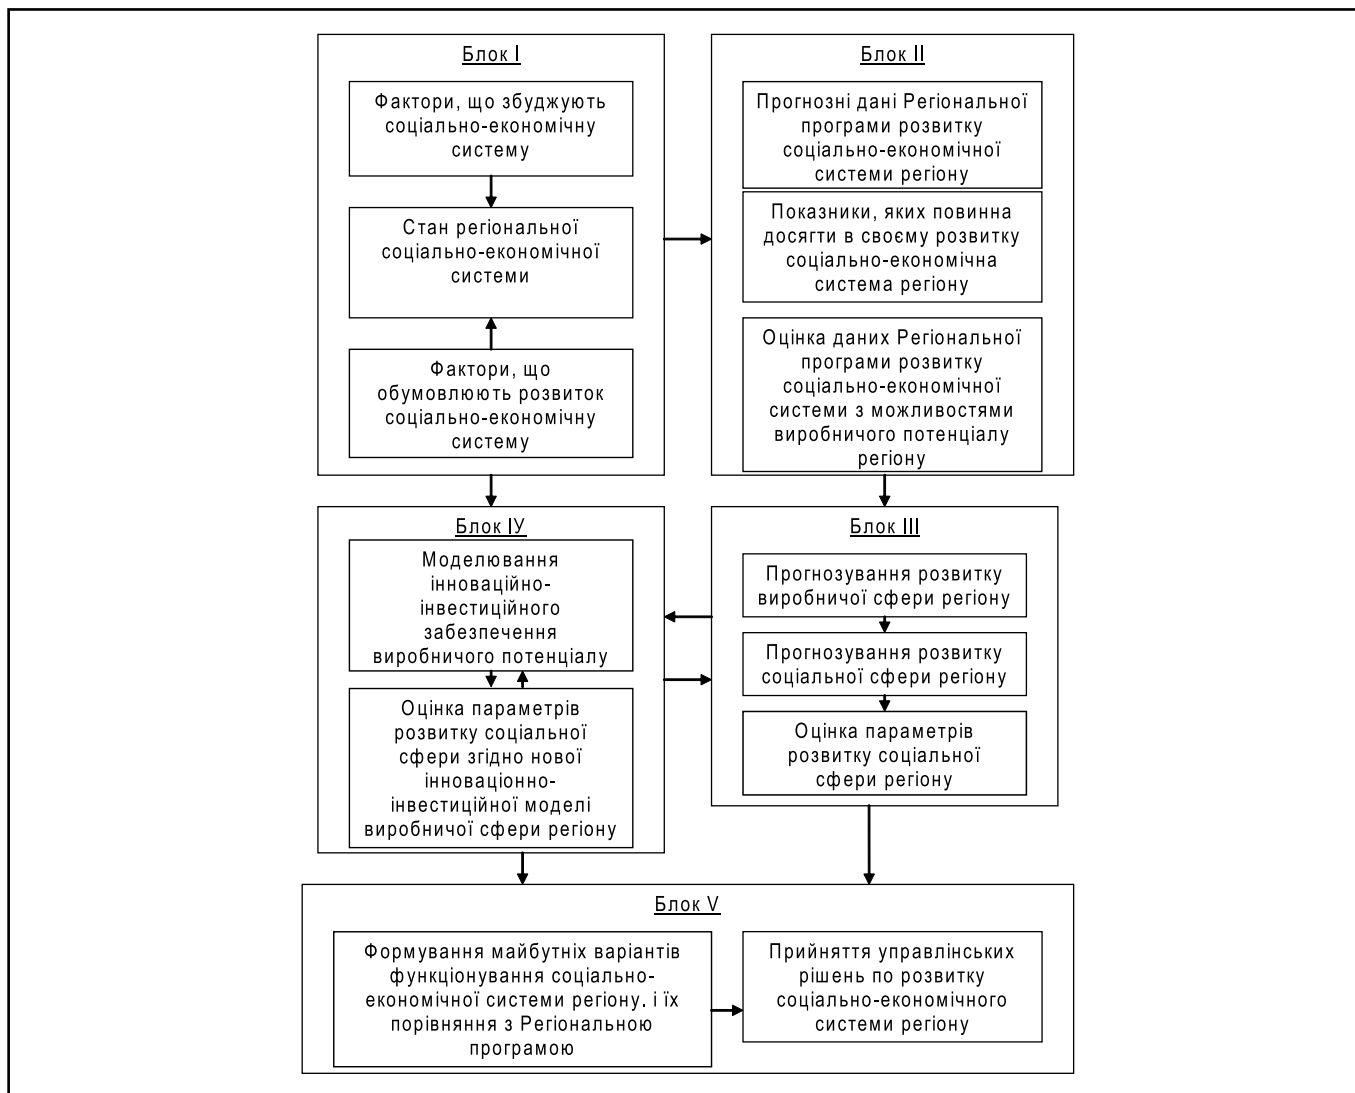 Блок I
Фактори, що збуджують
соціально-економічну
систему
Стан регіональної
соціально-економічної
системи
Фактори, що
обумовлюють розвиток
соціально-економічну
систему
Блок II
Прогнозні дані Регіональної
програми розвитку
соціально-економічної
системи регіону
Показники, яких повинна
досягти в своєму розвитку
соціально-економічна
система регіону
Оцінка даних Регіональної
програми розвитку
соціально-економічної
системи з можливостями
виробничого потенціалу
регіону
Блок ІУ
Моделювання
інноваційно-
інвестиційного
забезпечення
виробничого потенціалу
Оцінка параметрів
розвитку соціальної
сфери згідно нової
інноваціонно-
інвестиційної моделі
виробничої сфери регіону
Блок III
Прогнозування розвитку
виробничої сфери регіону
Прогнозування розвитку
соціальної сфери регіону
Оцінка параметрів
розвитку соціальної
сфери регіону
Блок V
Формування майбутніх варіантів
функціонування соціально-
економічної системи регіону. і їх
порівняння з Регіональною
програмою
Прийняття управлінських
рішень по розвитку
соціально-економічного
системи регіону